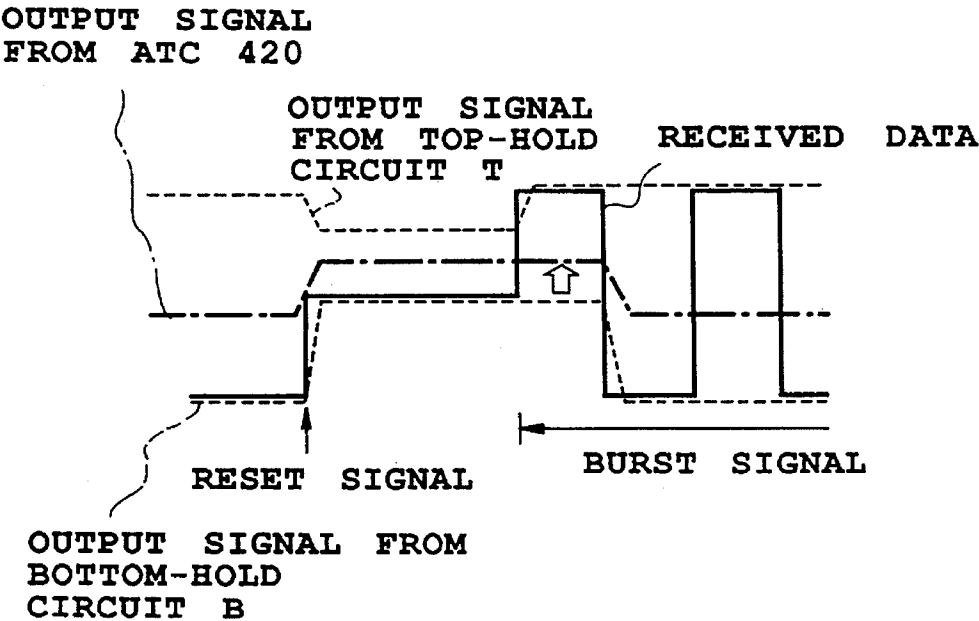 OUTPUT SIGNAL
FROM ATC 420
OUTPUT SIGNAL
FROM TOP-HOLD
CIRCUIT T
RECEIVED DATA
RESET SIGNAL
BURST SIGNAL
OUTPUT SIGNAL FROM
BOTTOM-HOLD
CIRCUIT B